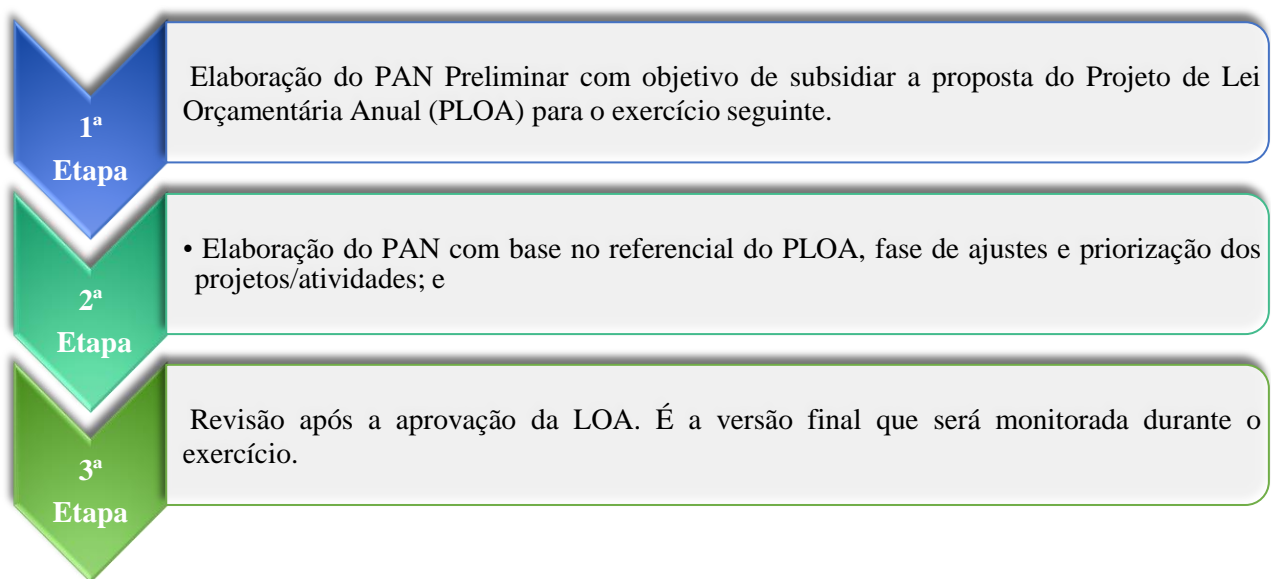 1ª
Etapa
Elaboração do PAN Preliminar com objetivo de subsidiar a proposta do Projeto de Lei
Orçamentária Anual (PLOA) para o exercício seguinte.
2ª
Etapa
• Elaboração do PAN com base no referencial do PLOA, fase de ajustes e priorização dos
projetos/atividades; e
3ª
Etapa
Revisão após a aprovação da LOA. É a versão final que será monitorada durante o
exercício.